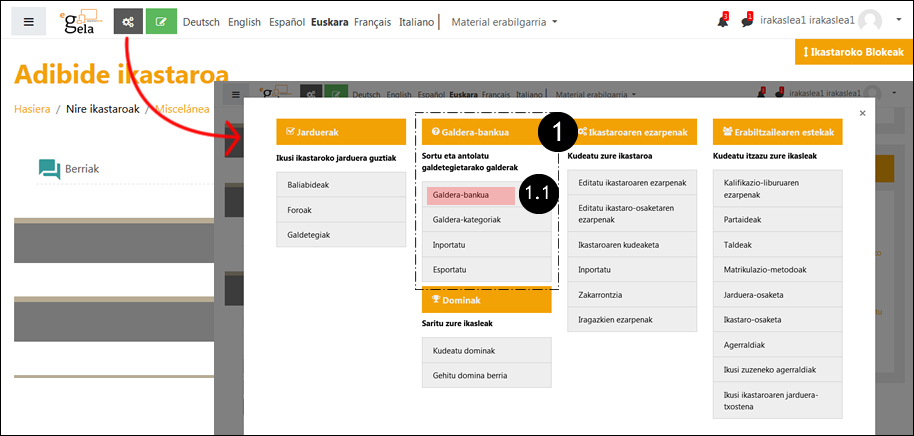 eGela
Deutsch English Español Euskara Français Italiano Material erabilgarria
3 1 irakaslea1 irakaslea1
Ikastaroko Blokeak
Adibide ikastaroa
Hasiera / Nire ikastaroak / Miscelánea
Berriak
Deutsch English Español Euskara Français Italiano Material erabilgarria
irakaslea1 irakaslea1
×
Jarduerak
Ikusi ikastaroko jarduera guztiak
Baliabideak
Foroak
Galdetegiak
Galdera-bankua
1
Sortu eta antolatu
galdetegietarako galderak
Galdera-bankua
1.1
Galdera-kategoriak
Inportatu
Esportatu
Dominak
Saritu zure ikasleak
Kudeatu dominak
Gehitu domina berria
Ikastaroaren ezarpenak
Kudeatu zure ikastaroa
Editatu ikastaroaren ezarpenak
Editatu ikastaro-osaketaren
ezarpenak
Ikastaroaren kudeaketa
Inportatu
Zakarrontzia
Iragazkien ezarpenak
Erabiltzailearen estekak
Kudeatu itzazu zure ikasleak
Kalifikazio-liburuaren
ezarpenak
Partaideak
Taldeak
Matrikulazio-metodoak
Jarduera-osaketa
Ikastaro-osaketa
Agerraldiak
Ikusi zuzeneko agerraldiak
Ikusi ikastaroaren jarduera-
txostena